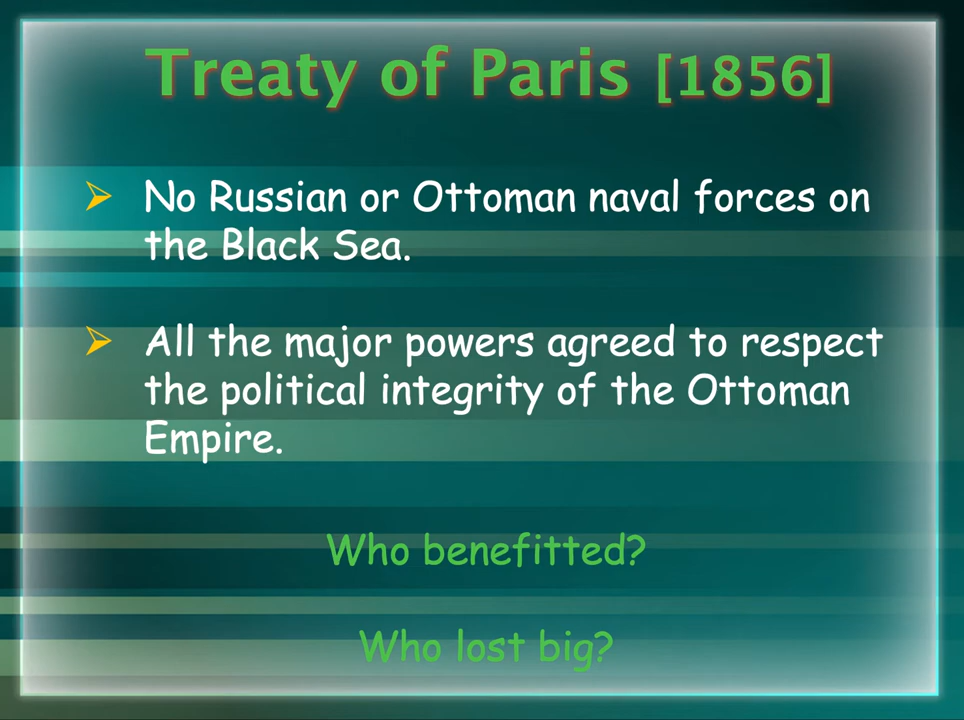 Treaty of Paris [1856]
➢ No Russian or Ottoman naval forces on
the Black Sea.
➢ All the major powers agreed to respect
the political integrity of the Ottoman
Empire.
Who benefitted?
Who lost big?